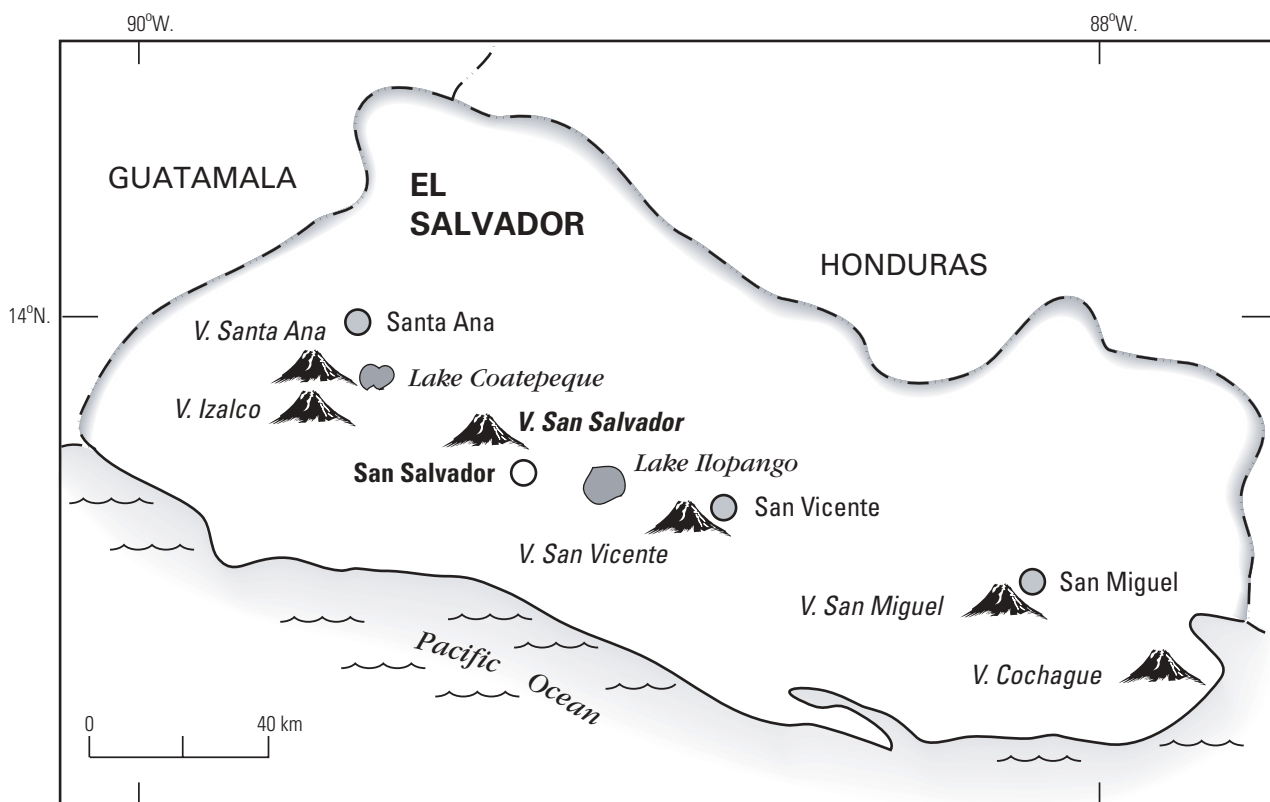 90°W.
88°W.
GUATAMALA
EL
SALVADOR
HONDURAS
14°N.
V. Santa Ana
Santa Ana
Lake Coatepeque
V. Izalco
V. San Salvador
San Salvador
Lake Ilopango
San Vicente
V. San Vicente
San Miguel
V. San Miguel
Pacific
Ocean
V. Cochague
0
40 km